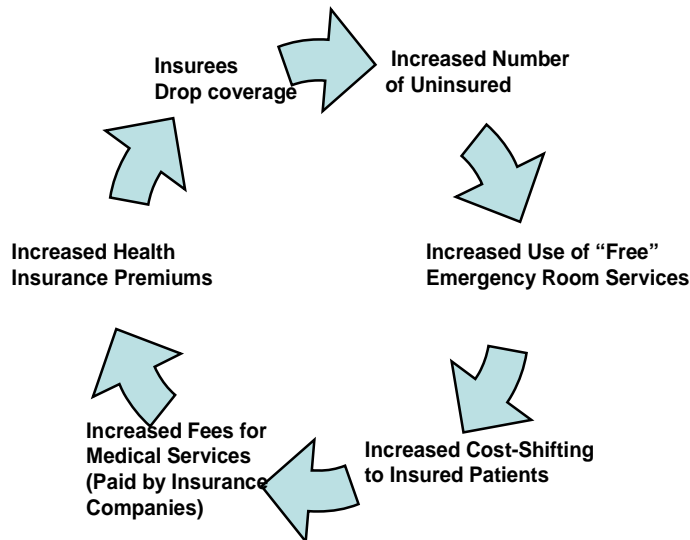 Insurees
Drop coverage
Increased Number
of Uninsured
Increased Use of “Free”
Emergency Room Services
Increased Cost-Shifting
to Insured Patients
Increased Fees for
Medical Services
(Paid by Insurance
Companies)
Increased Health
Insurance Premiums